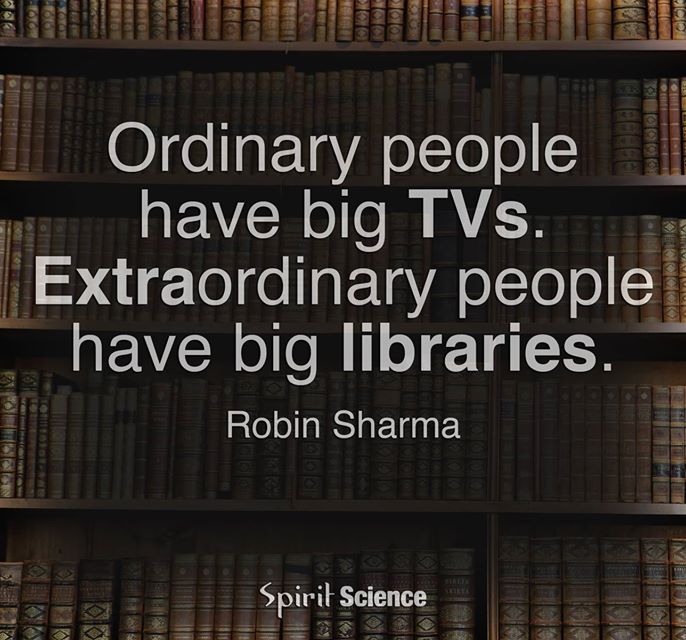 Ordinary people
have big TVs.
Extraordinary people
have big libraries.
Robin Sharma
Spirit Science